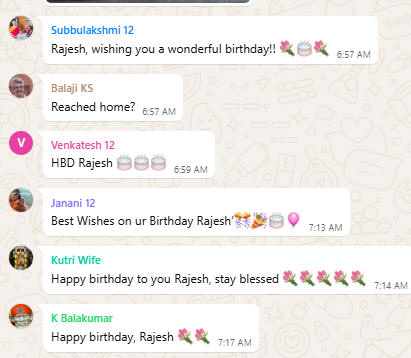 Subbulakshmi 12
Rajesh, wishing you a wonderful birthday!! 💐🎂💐
6:57 AM
Balaji KS
Reached home?
6:57 AM
V
Venkatesh 12
HBD Rajesh 🎂🎂🎂
6:59 AM
Janani 12
Best Wishes on ur Birthday Rajesh'🎊🎉🎂🎈
7:13 AM
Kutri Wife
Happy birthday to you Rajesh, stay blessed 💐💐💐💐💐
7:14 AM
K Balakumar
Happy birthday, Rajesh 💐💐
7:17 AM